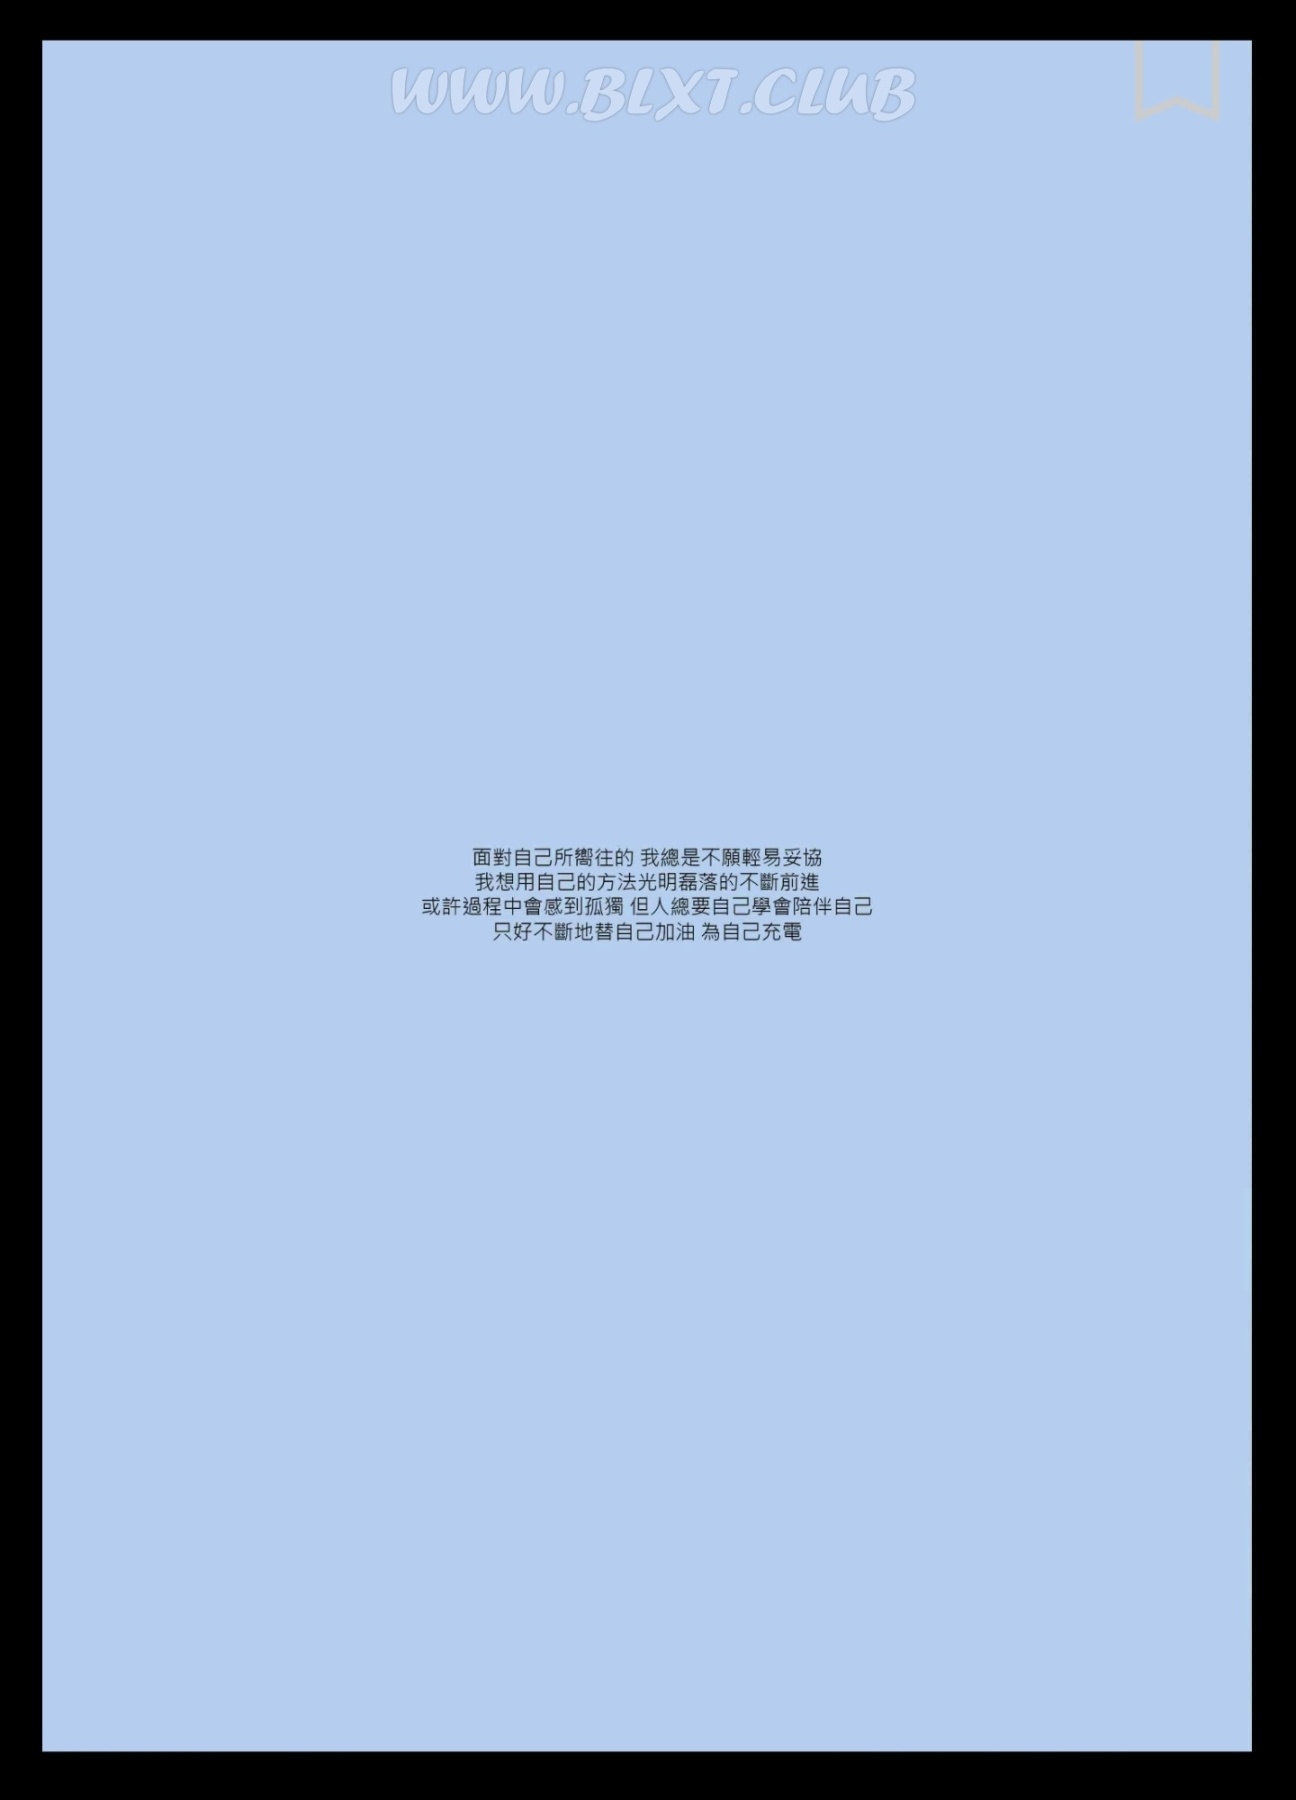 WWW.BLXT.CLUB
面對自己所嚮往的 我總是不願輕易妥協
我想用自己的方法光明磊落的不斷前進
或許過程中會感到孤獨 但人總要自己學會陪伴自己
只好不斷地替自己加油 為自己充電